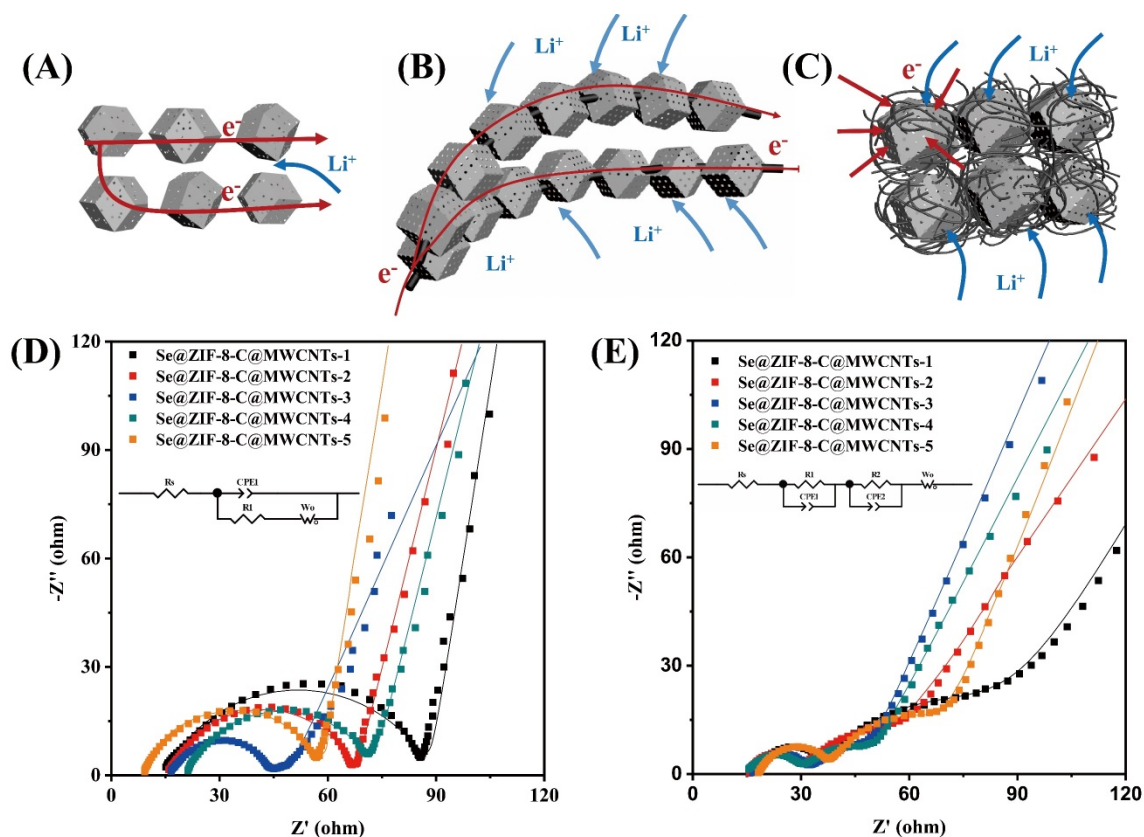 (A)
e-
e-
Li+
(B)
Li+
Li+
Li+
e-
Li+
Li+
Li+
e-
(C)
e-
Li+
Li+
(D)
120
90
60
30
0
0
30
60
90
120
-Z'' (ohm)
Z' (ohm)
Se@ZIF-8-C@MWCNTs-1
Se@ZIF-8-C@MWCNTs-2
Se@ZIF-8-C@MWCNTs-3
Se@ZIF-8-C@MWCNTs-4
Se@ZIF-8-C@MWCNTs-5
Rs
CPE1
R1
Wo
(E)
120
90
60
30
0
0
30
60
90
120
-Z'' (ohm)
Z' (ohm)
Se@ZIF-8-C@MWCNTs-1
Se@ZIF-8-C@MWCNTs-2
Se@ZIF-8-C@MWCNTs-3
Se@ZIF-8-C@MWCNTs-4
Se@ZIF-8-C@MWCNTs-5
Rs
R1
R2
Wo
CPE1
CPE2